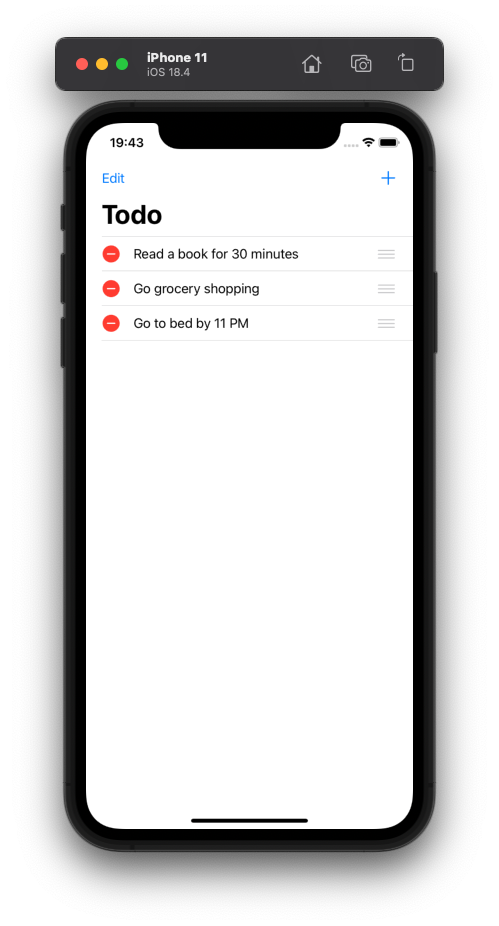 iPhone 11
iOS 18.4
19:43
Edit
Todo
Read a book for 30 minutes
Go grocery shopping
Go to bed by 11 PM